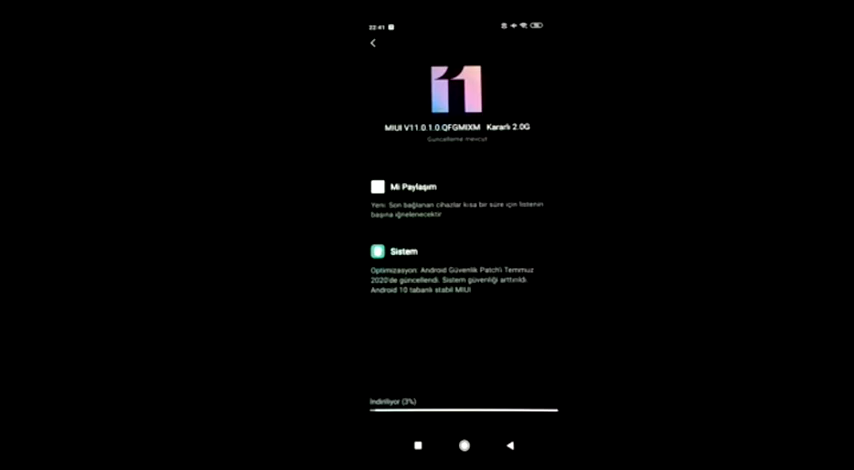 22:41
11
MIUI V11.0.1.0.QFGMIXM Kararlı 2.0G
Güncelleme mevcut
Mi Paylaşım
Yeni: Son bağlanan cihazlar kısa bir süre için listenin
başına iğnelenecektir
Sistem
Optimizasyon: Android Güvenlik Patch'i Temmuz
2020'de güncellendi. Sistem güvenliği arttırıldı.
Android 10 tabanlı stabil MIUI
İndiriliyor (3%)